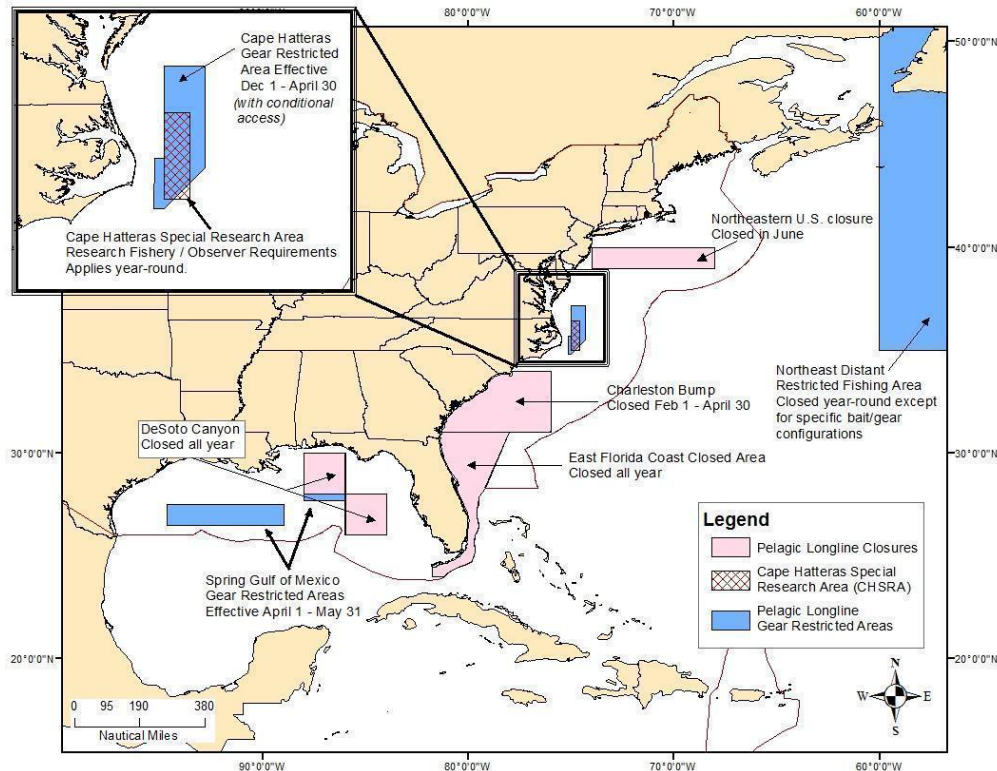 80°0'0"W
70°0'0"W
60°0'0"W
50°0'0"N
Cape Hatteras
Gear Restricted
Area Effective
Dec 1 - April 30
(with conditional
access)
Cape Hatteras Special Research Area
Research Fishery / Observer Requirements
Applies year-round.
Northeastern U.S. closure
Closed in June
40°0'0"N
Northeast Distant
Restricted Fishing Area
Closed year-round except
for specific bait/gear
configurations
Charleston Bump
Closed Feb 1 - April 30
DeSoto Canyon
Closed all year
East Florida Coast Closed Area
Closed all year
30°0'0"N
30°0'0"N
Spring Gulf of Mexico
Gear Restricted Areas
Effective April 1 - May 31
Legend
Pelagic Longline Closures
Cape Hatteras Special
Research Area (CHSRA)
Pelagic Longline
Gear Restricted Areas
20°0'0"N
20°0'0"N
N
W
E
S
0 95 190 380
Nautical Miles
90°0'0"W
80°0'0"W
70°0'0"W
60°0'0"W